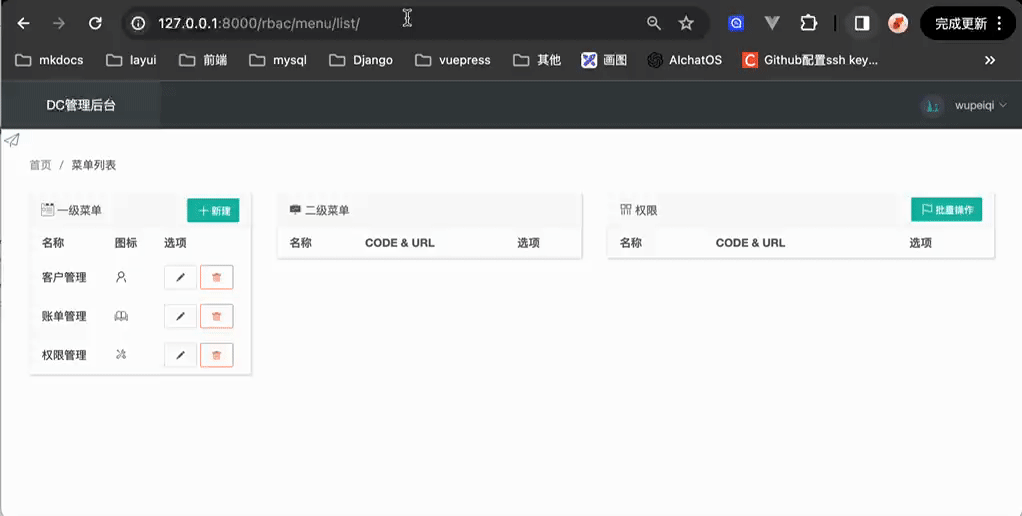 127.0.0.1:8000/rbac/menu/list/ 完成更新
mkdocs layui 前端 mysql Django vuepress 其他 画图 AIchatOS Github配置ssh key...
DC管理后台 wupeiqi
首页 / 菜单列表
一级菜单 新建 二级菜单 权限 批量操作
名称 图标 选项 名称 CODE & URL 选项 名称 CODE & URL 选项
客户管理
账单管理
权限管理